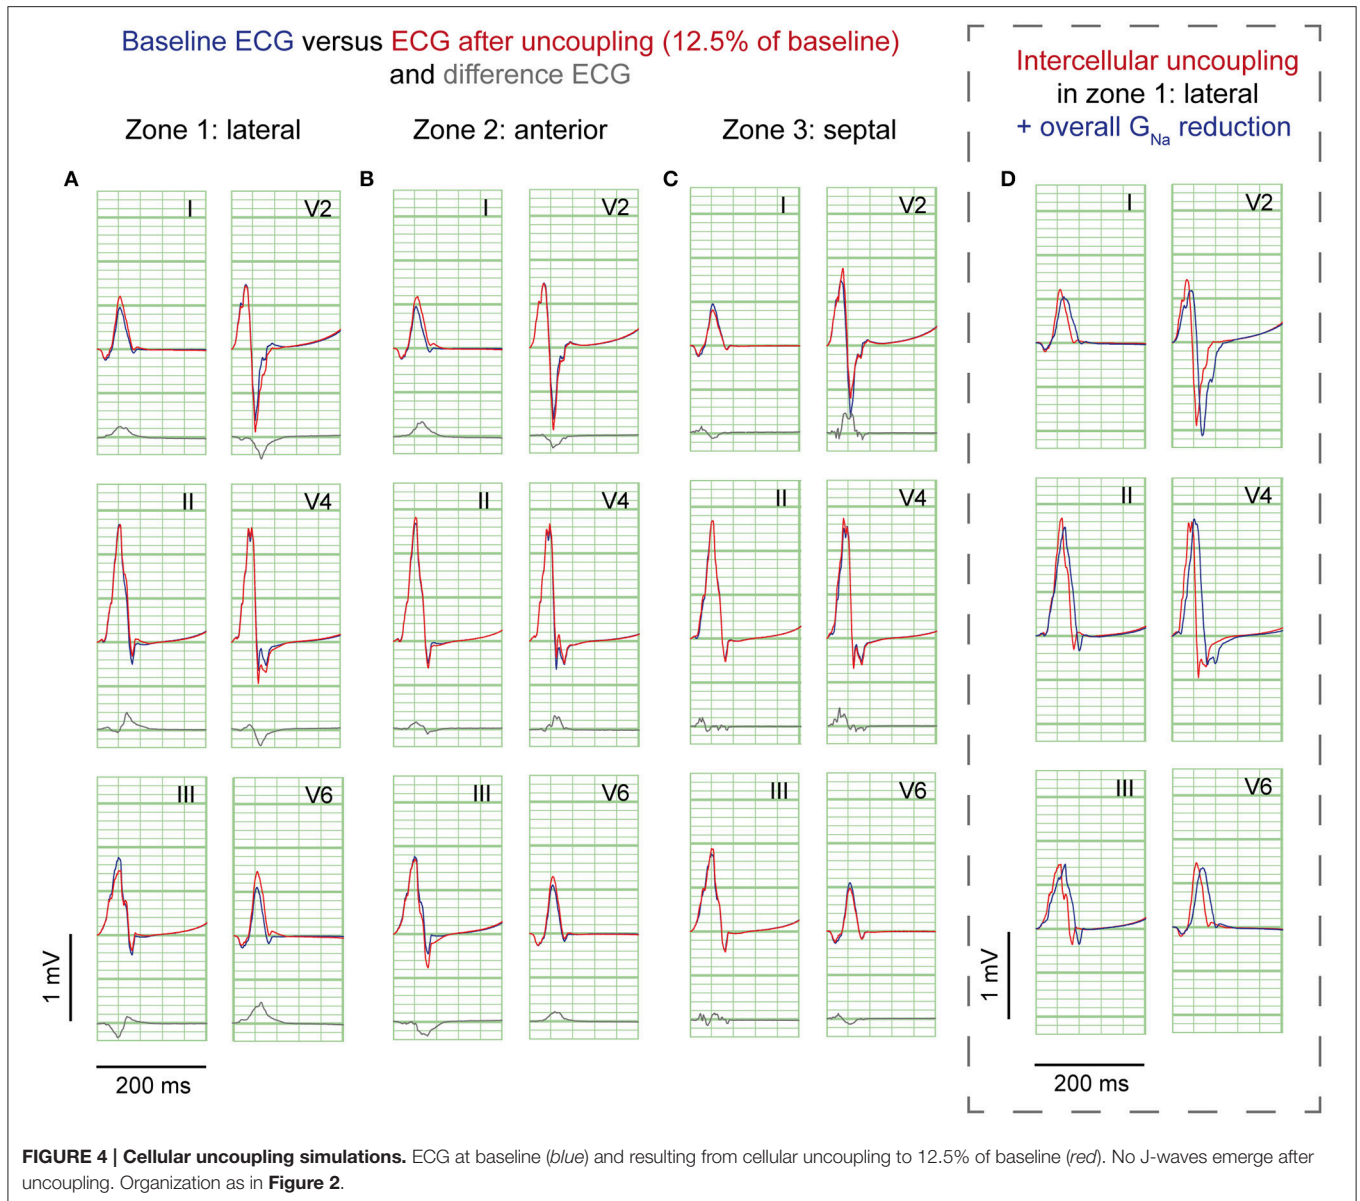 Baseline ECG versus ECG after uncoupling (12.5% of baseline)
and difference ECG
Intercellular uncoupling
in zone 1: lateral
+ overall GNa reduction
Zone 1: lateral
Zone 2: anterior
Zone 3: septal
A
I
V2
B
I
V2
C
I
V2
D
I
V2
II
V4
II
V4
II
V4
II
V4
III
V6
III
V6
III
V6
III
V6
1 mV
1 mV
200 ms
200 ms
FIGURE 4 | Cellular uncoupling simulations. ECG at baseline (blue) and resulting from cellular uncoupling to 12.5% of baseline (red). No J-waves emerge after
uncoupling. Organization as in Figure 2.